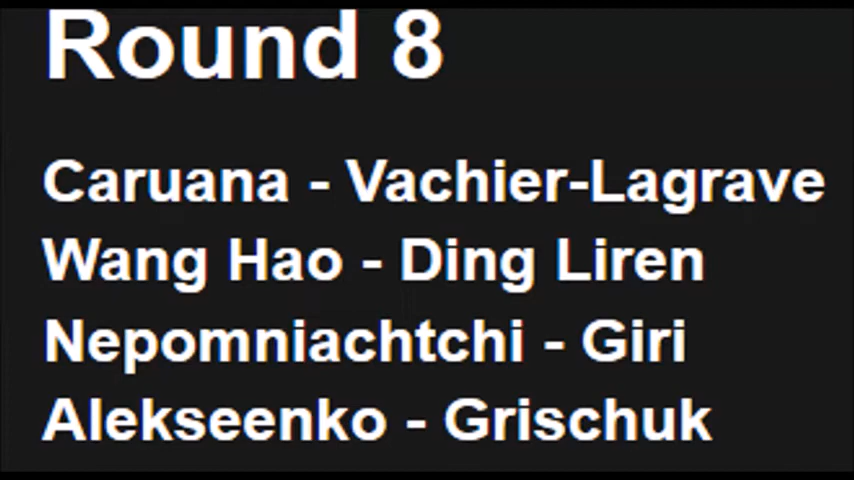 Round 8
Caruana - Vachier-Lagrave
Wang Hao - Ding Liren
Nepomniachtchi - Giri
Alekseenko - Grischuk